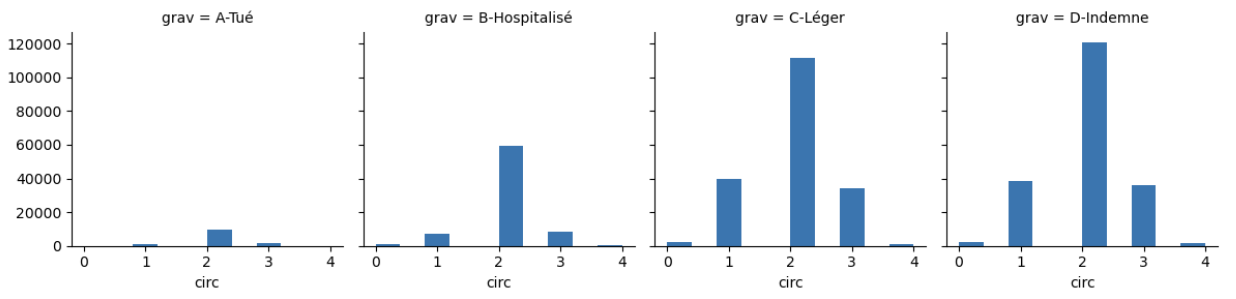 grav = A-Tué grav = B-Hospitalisé grav = C-Léger grav = D-Indemne
120000
100000
80000
60000
40000
20000
0
0 1 2 3 4 0 1 2 3 4 0 1 2 3 4 0 1 2 3 4
circ circ circ circ